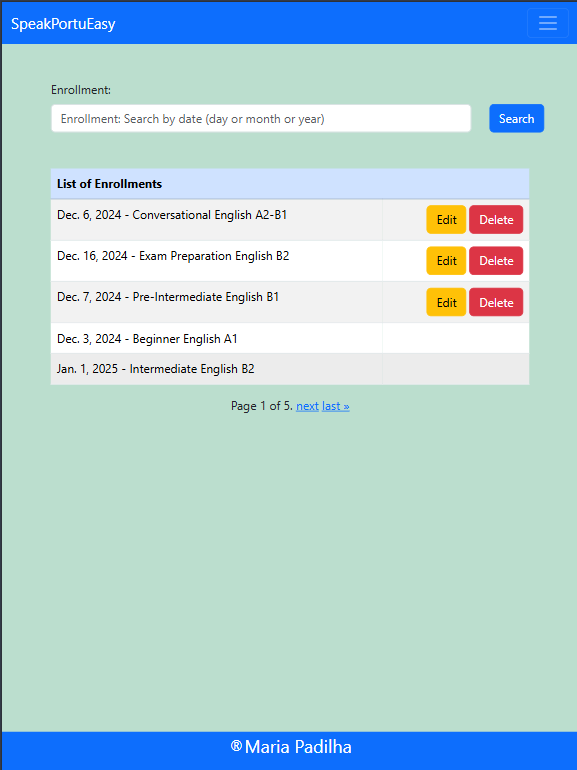 SpeakPortuEasy
Enrollment:
Enrollment: Search by date (day or month or year)
Search
List of Enrollments
Dec. 6, 2024 - Conversational English A2-B1
Edit Delete
Dec. 16, 2024 - Exam Preparation English B2
Edit Delete
Dec. 7, 2024 - Pre-Intermediate English B1
Edit Delete
Dec. 3, 2024 - Beginner English A1
Jan. 1, 2025 - Intermediate English B2
Page 1 of 5. next last »
®Maria Padilha